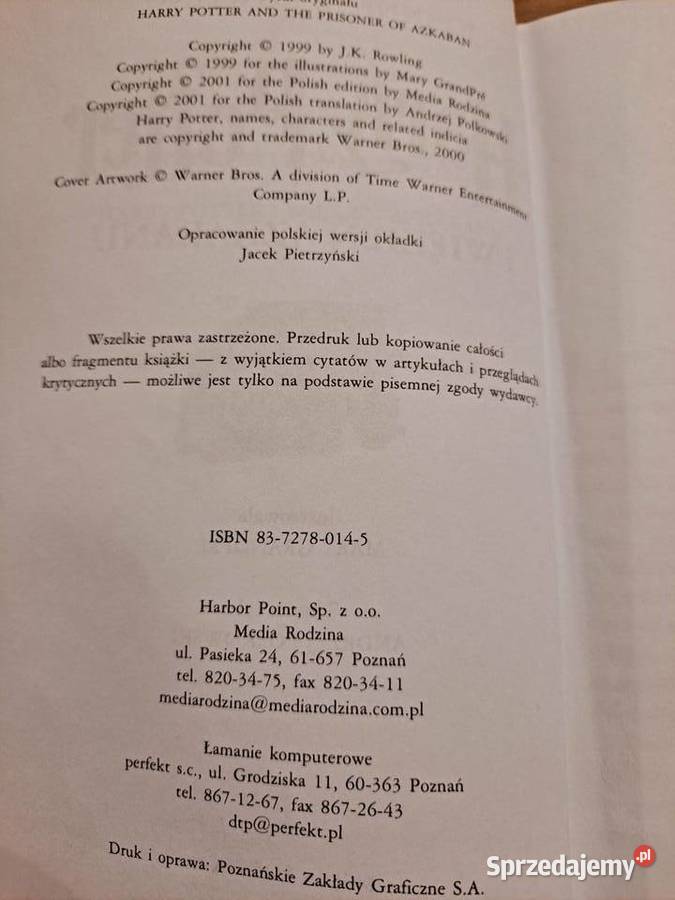 oryginału
HARRY POTTER AND THE PRISONER OF AZKABAN
Copyright © 1999 by J.K. Rowling
Copyright © 1999 for the illustrations by Mary GrandPré
Copyright © 2001 for the Polish edition by Media Rodzina
Copyright © 2001 for the Polish translation by Andrzej Polkowski
Harry Potter, names, characters and related indicia
are copyright and trademark Warner Bros., 2000
Cover Artwork © Warner Bros. A division of Time Warner Entertainment
Company L.P.
Opracowanie polskiej wersji okładki
Jacek Pietrzyński
Wszelkie prawa zastrzeżone. Przedruk lub kopiowanie całości
albo fragmentu książki — z wyjątkiem cytatów w artykułach i przeglądach
krytycznych — możliwe jest tylko na podstawie pisemnej zgody wydawcy.
ISBN 83-7278-014-5
Harbor Point, Sp. z o.o.
Media Rodzina
ul. Pasieka 24, 61-657 Poznań
tel. 820-34-75, fax 820-34-11
mediarodzina@mediarodzina.com.pl
Łamanie komputerowe
perfekt s.c., ul. Grodziska 11, 60-363 Poznań
tel. 867-12-67, fax 867-26-43
dtp@perfekt.pl
Druk i oprawa: Poznańskie Zakłady Graficzne S.A.
Sprzedajemy.pl